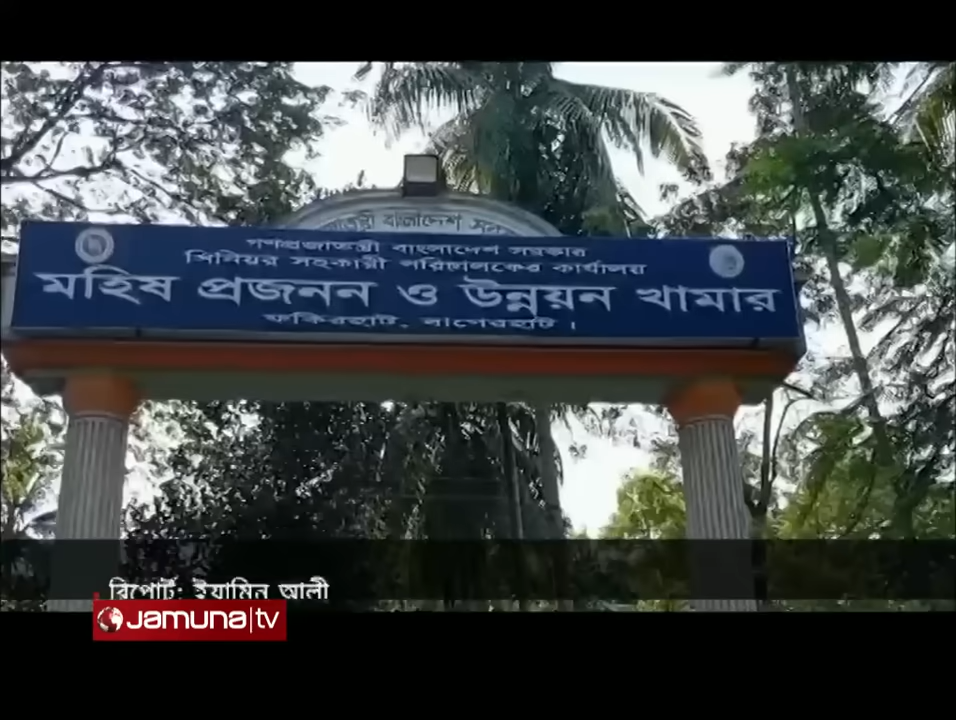 বাংলাদেশ
গণপ্রজাতন্ত্রী বাংলাদেশ সরকার
সিনিয়র সহকারী পরিচালকের কার্যালয়
মহিষ প্রজনন ও উন্নয়ন খামার
ফকিরহাট, বাগেরহাট।
রিপোর্ট: ইয়ামিন আলী
Jamuna|tv